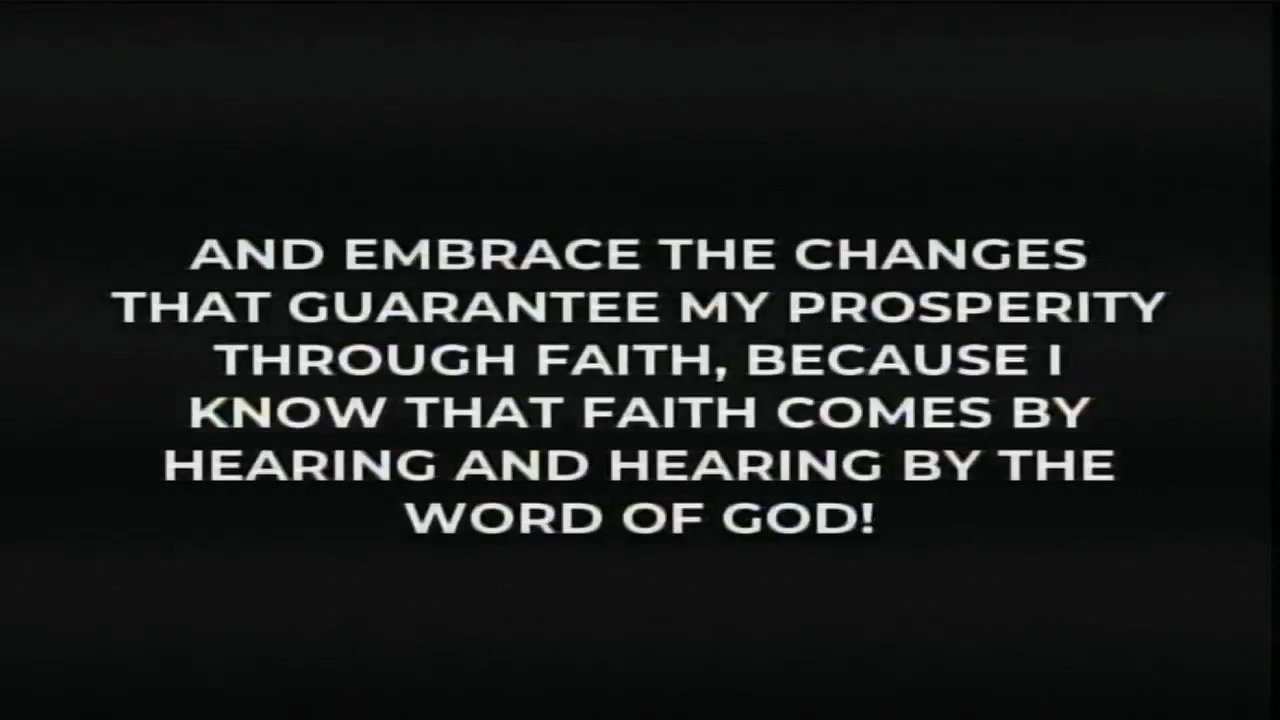 AND EMBRACE THE CHANGES
THAT GUARANTEE MY PROSPERITY
THROUGH FAITH, BECAUSE I
KNOW THAT FAITH COMES BY
HEARING AND HEARING BY THE
WORD OF GOD!